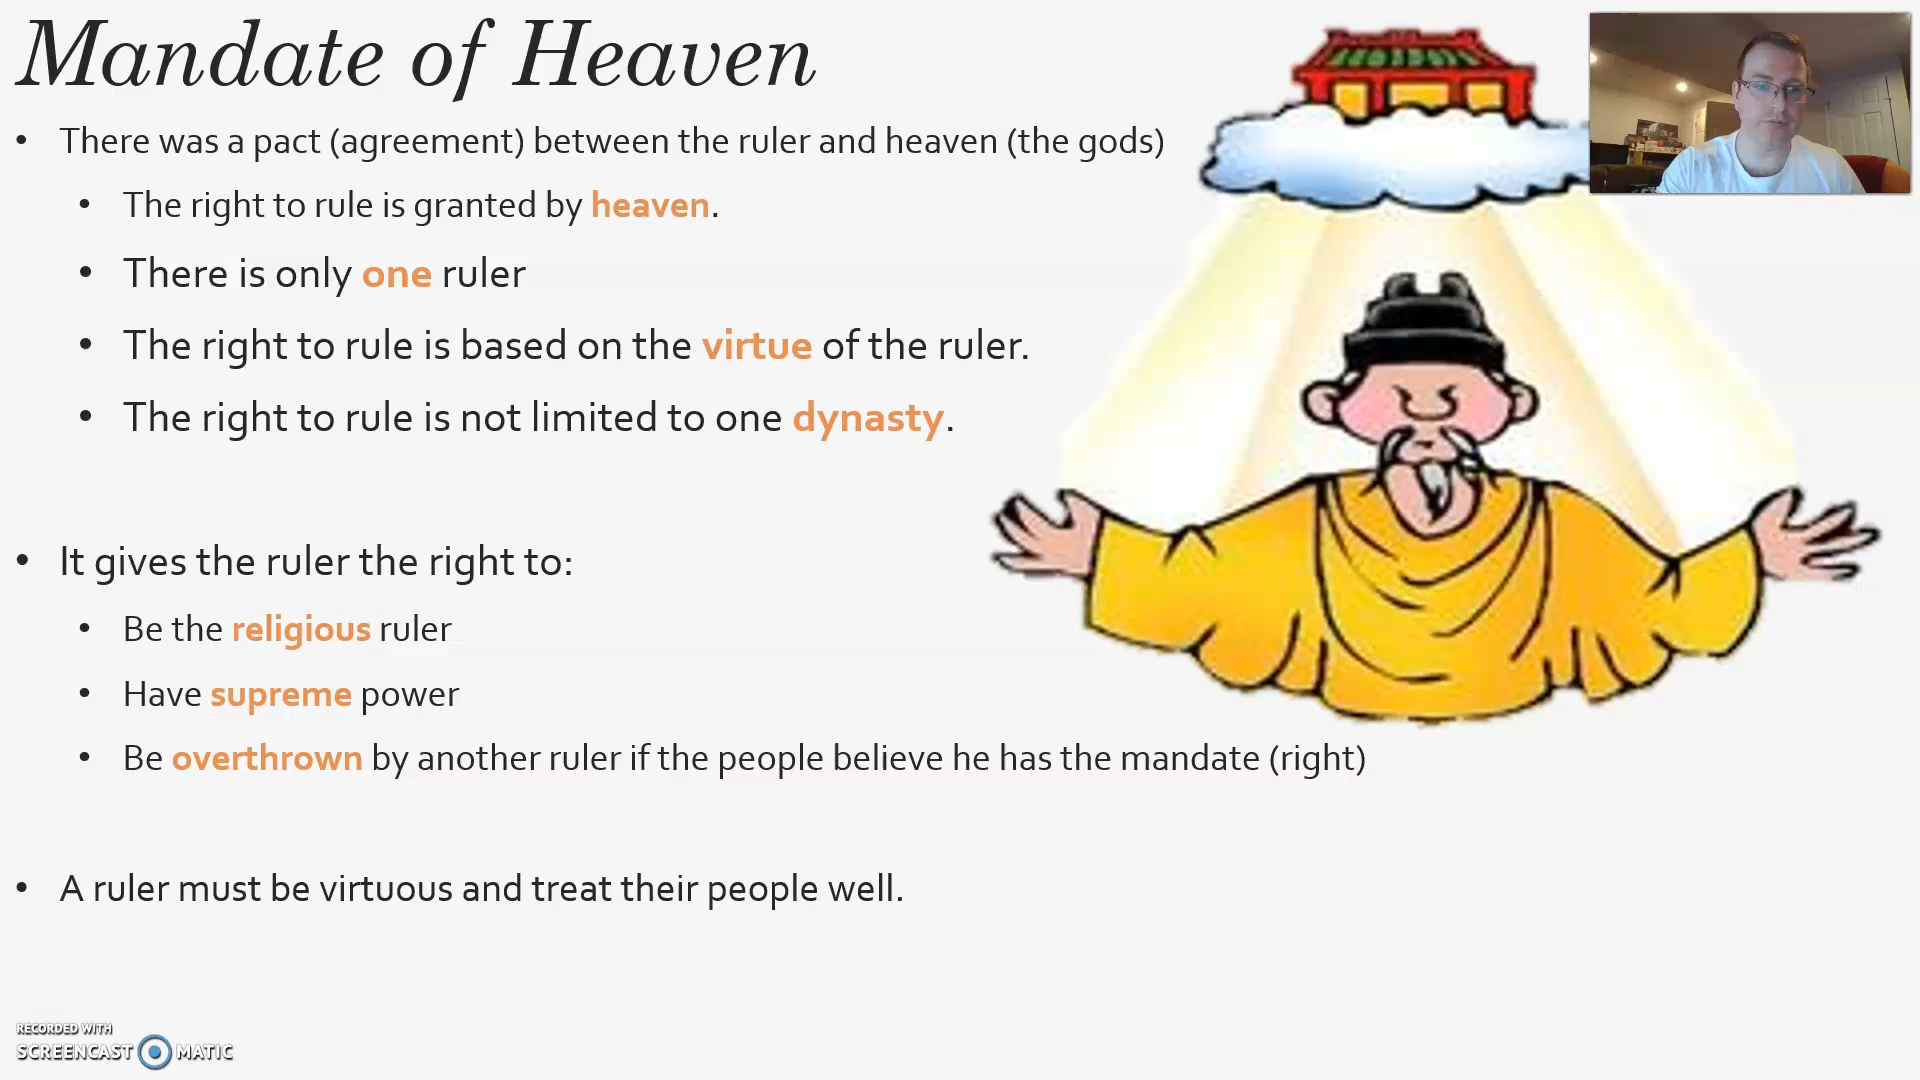 Mandate of Heaven
• There was a pact (agreement) between the ruler and heaven (the gods)
• The right to rule is granted by heaven.
• There is only one ruler
• The right to rule is based on the virtue of the ruler.
• The right to rule is not limited to one dynasty.
• It gives the ruler the right to:
• Be the religious ruler
• Have supreme power
• Be overthrown by another ruler if the people believe he has the mandate (right)
• A ruler must be virtuous and treat their people well.
RECORDED WITH
SCREENCAST MATIC